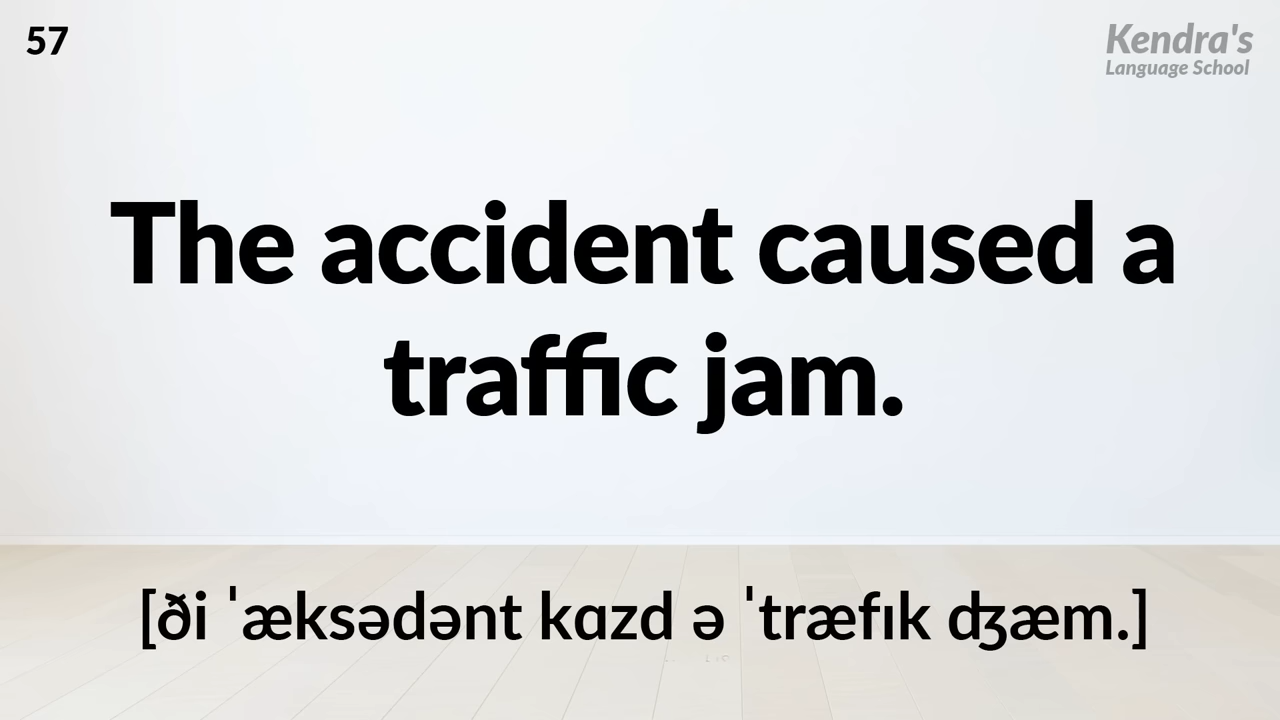 57
Kendra's
Language School
The accident caused a
traffic jam.
[ði ˈæksədənt kɑzd ə ˈtræfɪk ʤæm.]